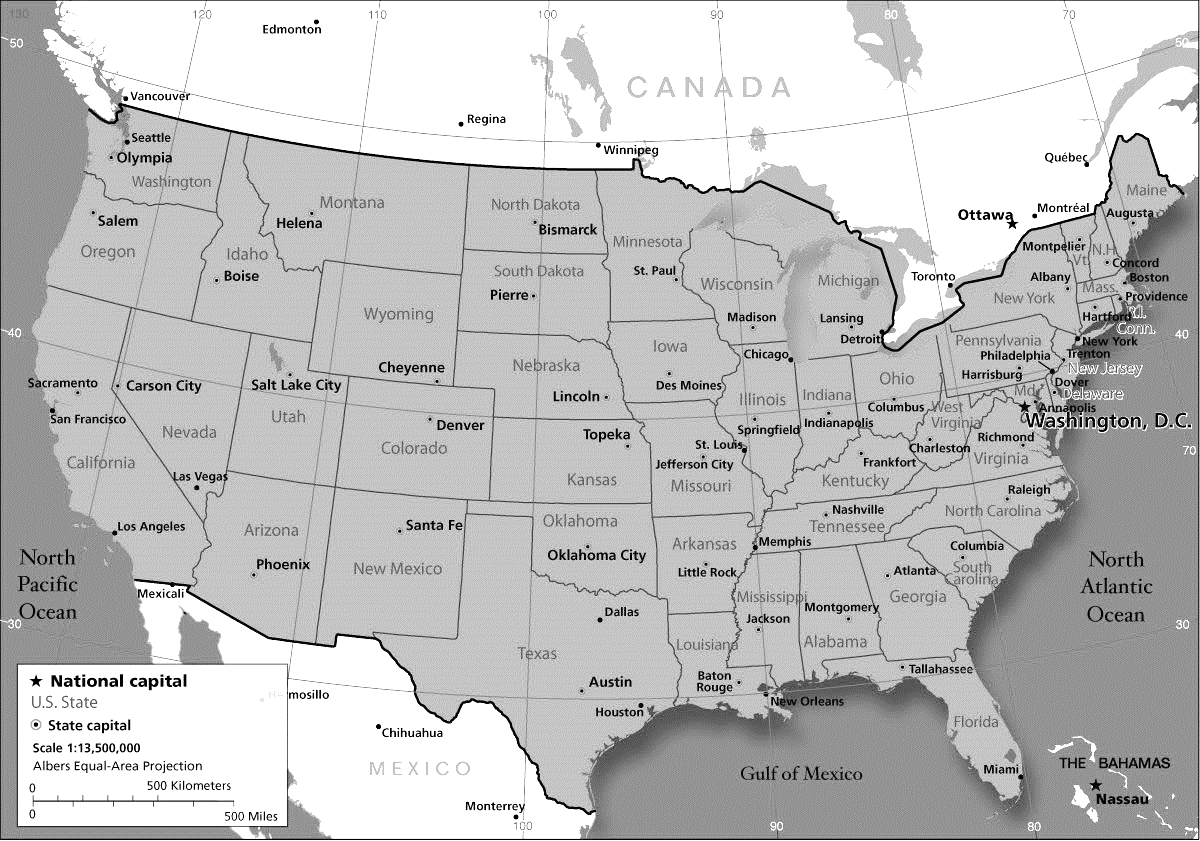 130
120
110
100
90
80
70
50
50
Edmonton
CANADA
Vancouver
Regina
Winnipeg
Seattle
Olympia
Washington
Québec
Ottawa
Montréal
Maine
Augusta
Montana
Helena
North Dakota
Bismarck
Minnesota
St. Paul
Salem
Oregon
Idaho
Boise
South Dakota
Pierre
Wisconsin
Madison
Michigan
Lansing
Detroit
Toronto
Montpelier
Vt.
N.H.
Concord
Boston
Albany
New York
Mass.
Providence
Hartford
R.I.
Conn.
Wyoming
Cheyenne
Nebraska
Lincoln
Iowa
Des Moines
Chicago
Pennsylvania
New York
Philadelphia
Trenton
Harrisburg
New Jersey
40
40
Sacramento
Carson City
San Francisco
Nevada
California
Salt Lake City
Utah
Denver
Colorado
Topeka
Kansas
Illinois
Springfield
Indiana
Indianapolis
Ohio
Columbus
West
Virginia
Charleston
Md.
Dover
Delaware
Annapolis
Washington, D.C.
Richmond
Virginia
70
St. Louis
Jefferson City
Missouri
Frankfort
Kentucky
Las Vegas
Los Angeles
Arizona
Phoenix
Santa Fe
New Mexico
Oklahoma
Oklahoma City
Arkansas
Little Rock
Memphis
Nashville
Tennessee
Raleigh
North Carolina
Columbia
South
Carolina
Atlanta
Georgia
North
Pacific
Ocean
North
Atlantic
Ocean
Mexicali
30
30
Dallas
Texas
Austin
Houston
Louisiana
Baton
Rouge
New Orleans
Mississippi
Jackson
Montgomery
Alabama
Tallahassee
Florida
Miami
Gulf of Mexico
THE BAHAMAS
Nassau
Hermosillo
Chihuahua
MEXICO
Monterrey
100
90
80
National capital
U.S. State
State capital
Scale 1:13,500,000
Albers Equal-Area Projection
0
500 Kilometers
0
500 Miles